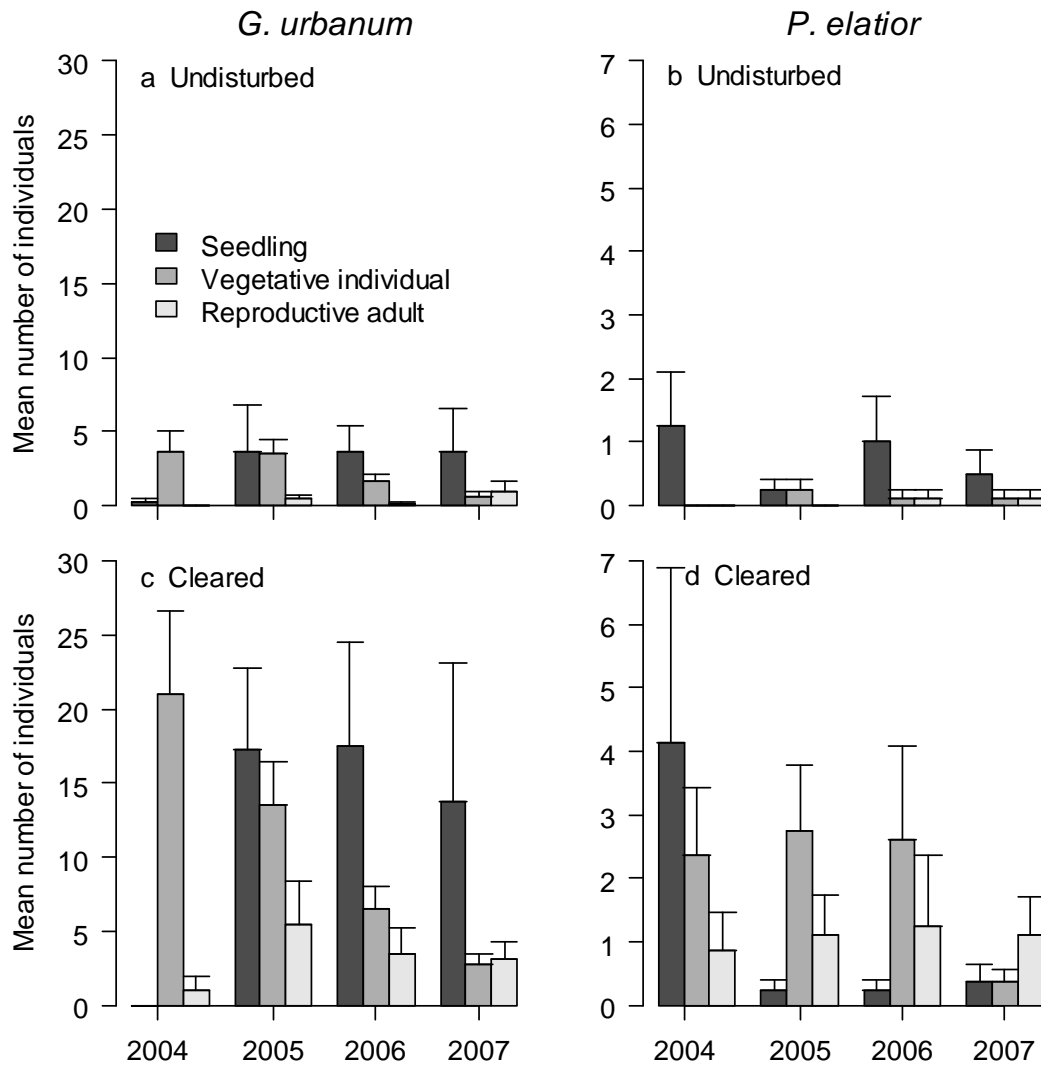 G. urbanum
P. elatior
Mean number of individuals
30
25
20
15
10
5
0
a Undisturbed
Seedling
Vegetative individual
Reproductive adult
7
6
5
4
3
2
1
0
b Undisturbed
Mean number of individuals
30
25
20
15
10
5
0
c Cleared
2004 2005 2006 2007
7
6
5
4
3
2
1
0
d Cleared
2004 2005 2006 2007